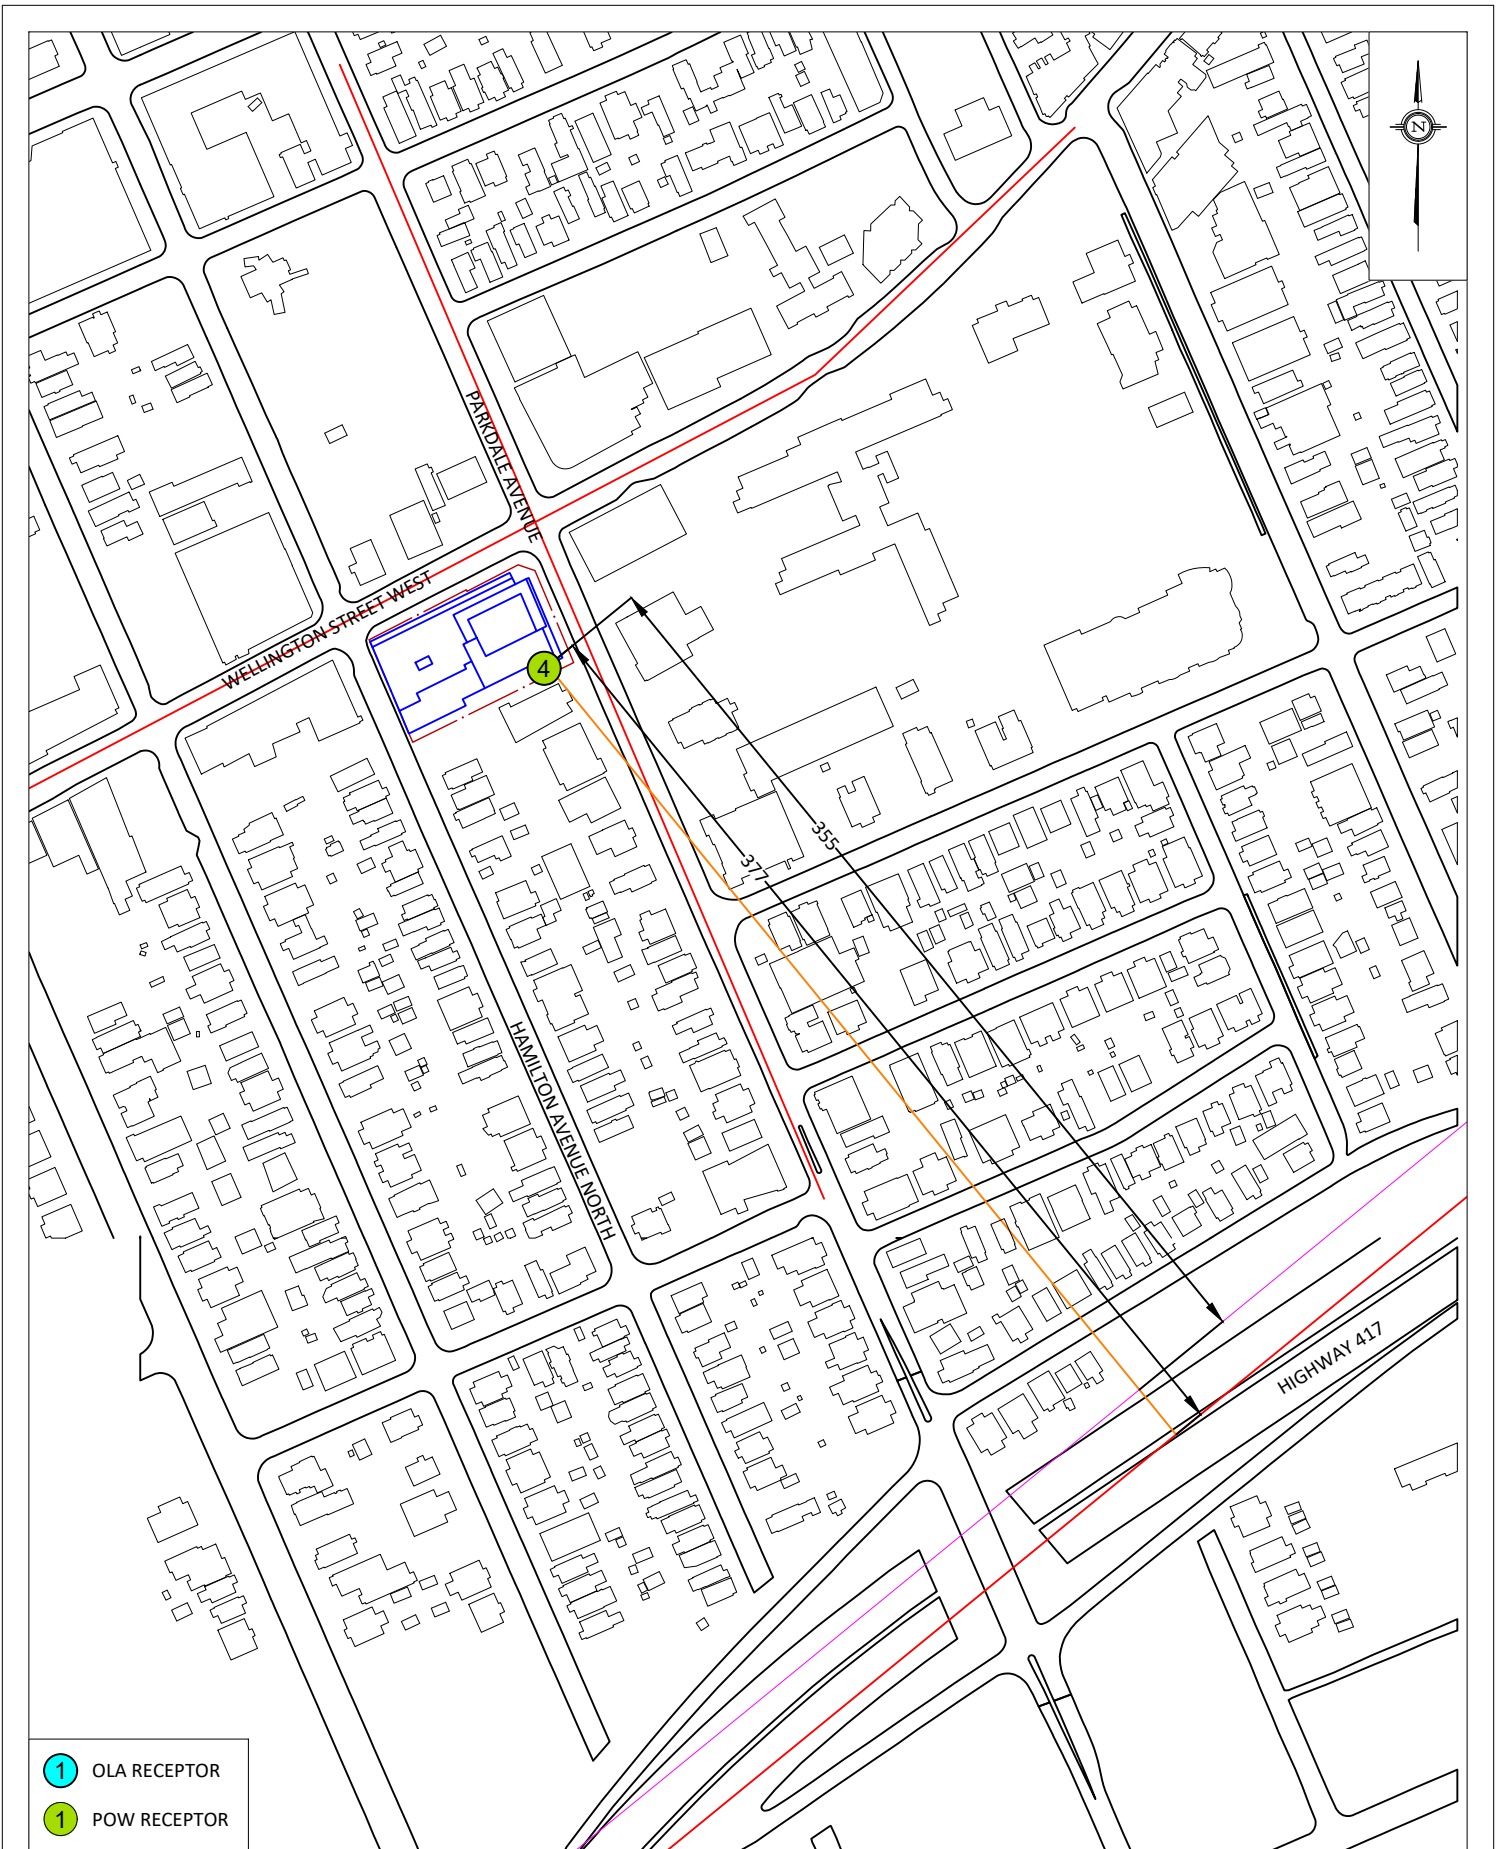 N
PARKDALE AVENUE
WELLINGTON STREET WEST
4
355
377
HAMILTON AVENUE NORTH
HIGHWAY 417
1 OLA RECEPTOR
1 POW RECEPTOR